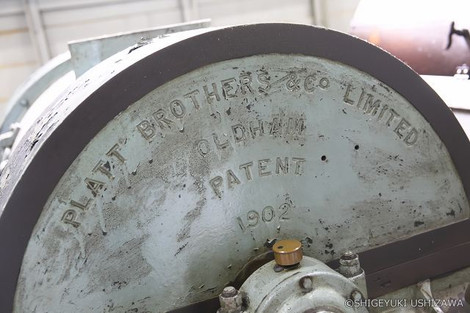 PLATT BROTHERS & Co LIMITED
OLDHAM
PATENT
1902
©SHIGEYUKI USHIZAWA